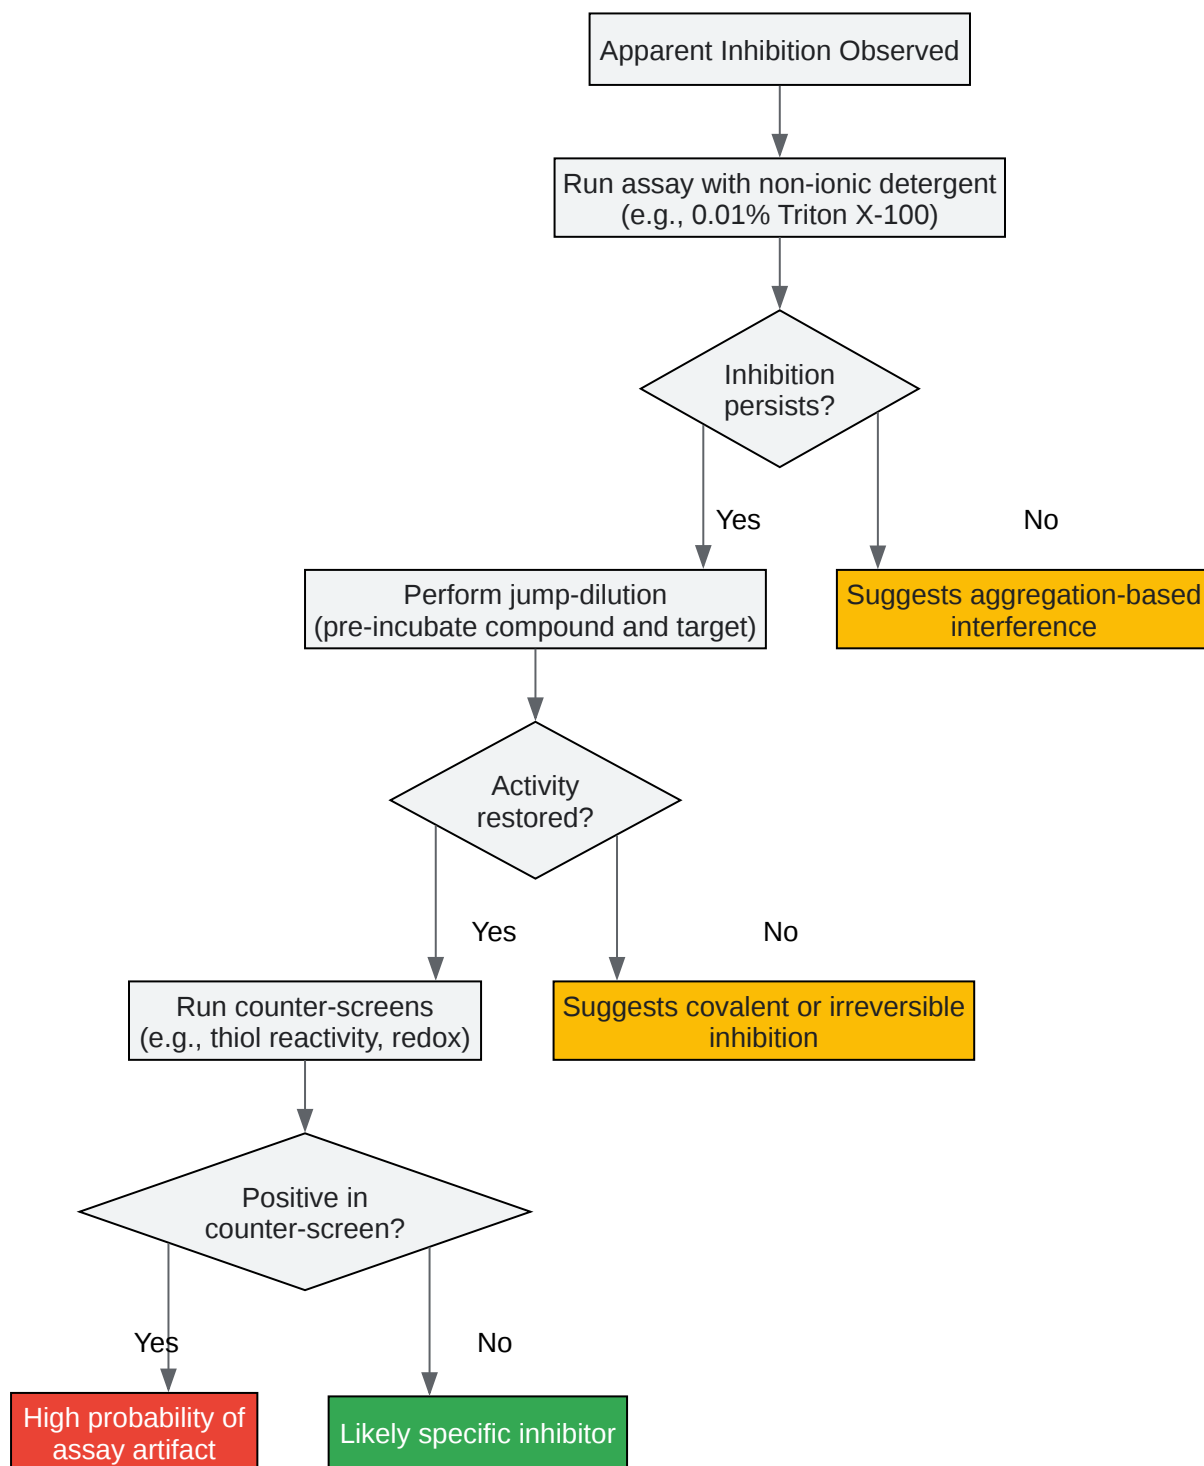 Apparent Inhibition Observed
Run assay with non-ionic detergent
(e.g., 0.01% Triton X-100)
Inhibition
persists?
Yes
No
Perform jump-dilution
(pre-incubate compound and target)
Suggests aggregation-based
interference
Activity
restored?
Yes
No
Run counter-screens
(e.g., thiol reactivity, redox)
Suggests covalent or irreversible
inhibition
Positive in
counter-screen?
Yes
No
High probability of
assay artifact
Likely specific inhibitor